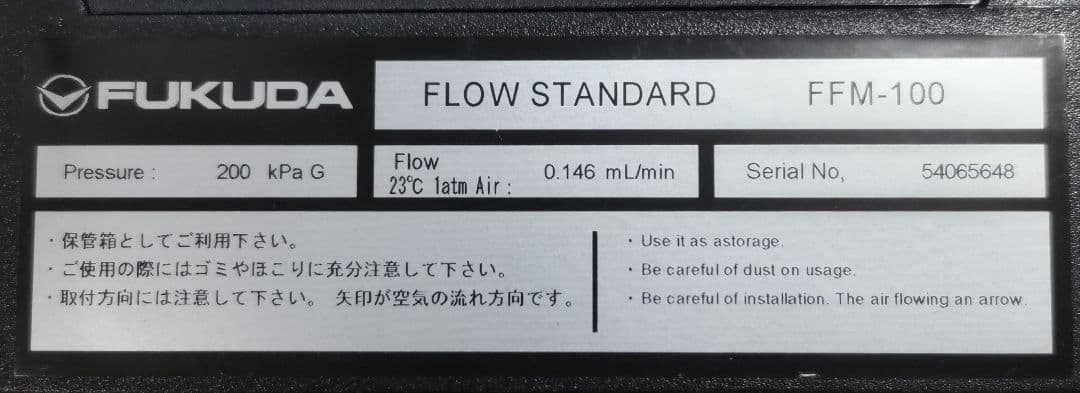 FUKUDA
FLOW STANDARD FFM-100
Pressure : 200 kPa G
Flow
23℃ 1atm Air : 0.146 mL/min
Serial No, 54065648
・保管箱としてご利用下さい。
・ご使用の際にはゴミやほこりに充分注意して下さい。
・取付方向には注意して下さい。 矢印が空気の流れ方向です。
・Use it as astorage.
・Be careful of dust on usage.
・Be careful of installation. The air flowing an arrow.